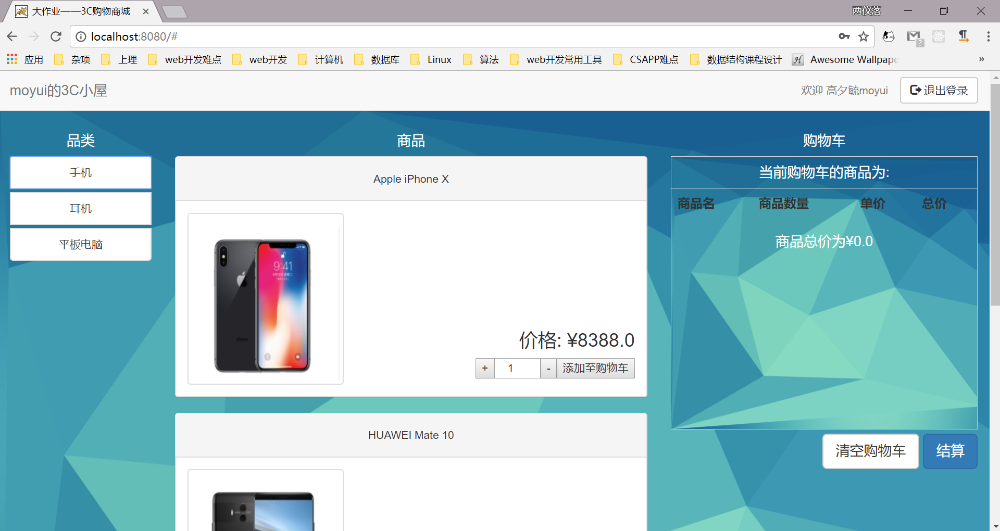 大作业——3C购物商城
两仪落
localhost:8080/#
应用 杂项 上理 web开发难点 web开发 计算机 数据库 Linux 算法 web开发常用工具 CSAPP难点 数据结构课程设计 Awesome Wallpape
moyui的3C小屋
欢迎 高夕毓moyui
退出登录
品类
手机
耳机
平板电脑
商品
Apple iPhone X
9:41
iPhone
价格: ¥8388.0
+ 1 - 添加至购物车
HUAWEI Mate 10
购物车
当前购物车的商品为:
商品名 商品数量 单价 总价
商品总价为¥0.0
清空购物车 结算